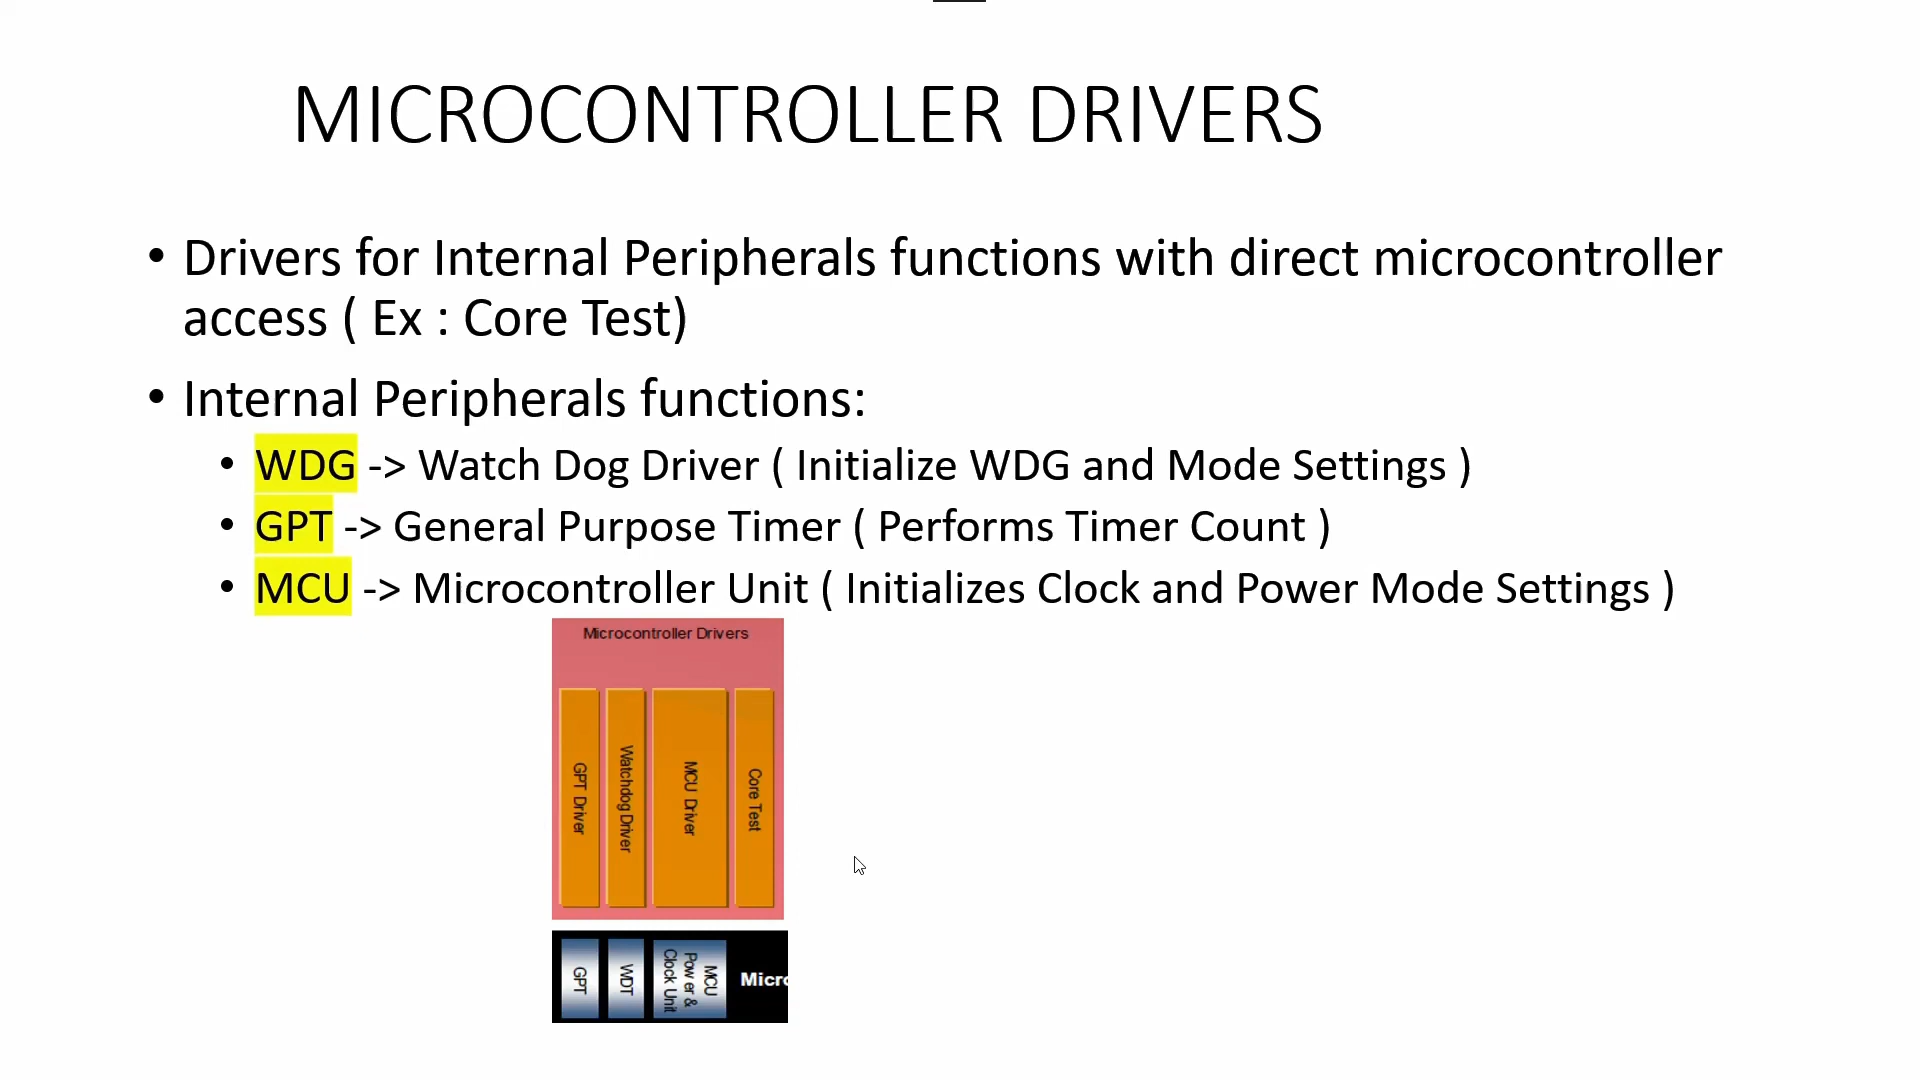 MICROCONTROLLER DRIVERS
• Drivers for Internal Peripherals functions with direct microcontroller
access ( Ex : Core Test)
• Internal Peripherals functions:
• WDG -> Watch Dog Driver ( Initialize WDG and Mode Settings )
• GPT -> General Purpose Timer ( Performs Timer Count )
• MCU -> Microcontroller Unit ( Initializes Clock and Power Mode Settings )
Microcontroller Drivers
GPT Driver
Watchdog Driver
MCU Driver
Core Test
GPT
WDT
MCU
Power &
Clock Unit
Micro